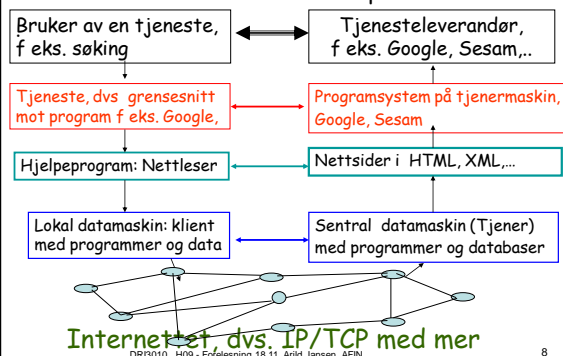 Bruker av en tjeneste,
f eks. søking
Tjenesteleverandør,
f eks. Google, Sesam,..
Tjeneste, dvs grensesnitt
mot program f eks. Google,
Programsystem på tjenermaskin,
Google, Sesam
Hjelpeprogram: Nettleser
Nettsider i HTML, XML,...
Lokal datamaskin: klient
med programmer og data
Sentral datamaskin (Tjener)
med programmer og databaser
Internettet, dvs. IP/TCP med mer
DRI3010 H09 - Forelesning 18.11 Arild Jansen, AFIN
8